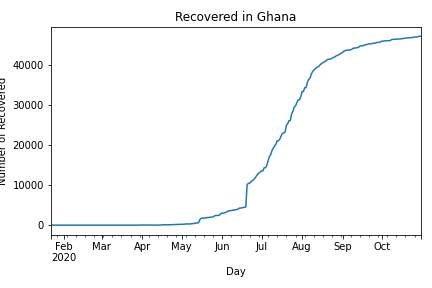 Recovered in Ghana
Number of Recovered
40000
30000
20000
10000
0
Feb Mar Apr May Jun Jul Aug Sep Oct
2020
Day